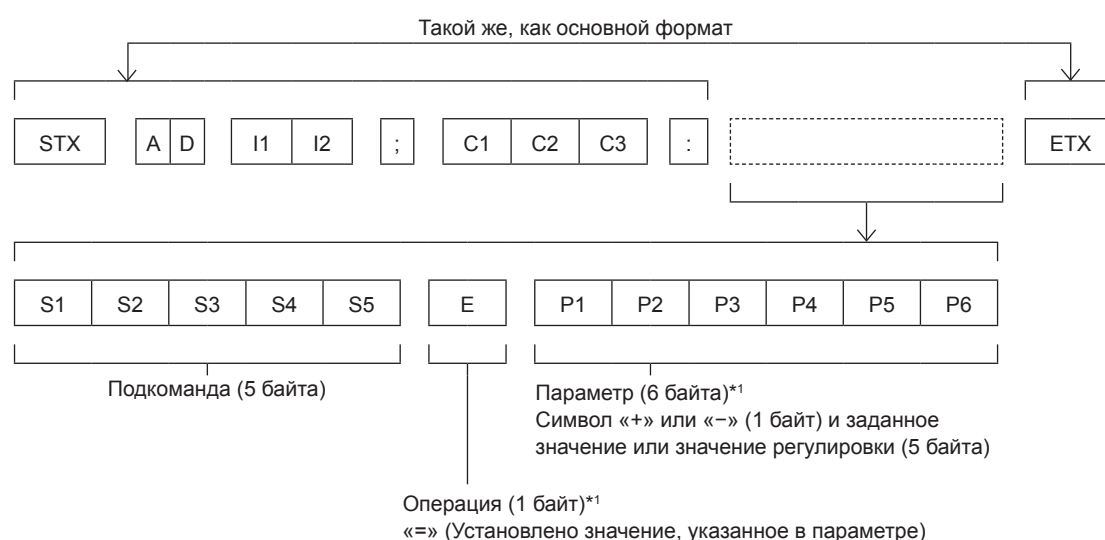 Такой же, как основной формат
STX A D I1 I2 ; C1 C2 C3 : ETX
S1 S2 S3 S4 S5 E P1 P2 P3 P4 P5 P6
Подкоманда (5 байта)
Параметр (6 байта)*1
Символ «+» или «−» (1 байт) и заданное
значение или значение регулировки (5 байта)
Операция (1 байт)*1
«=» (Установлено значение, указанное в параметре)